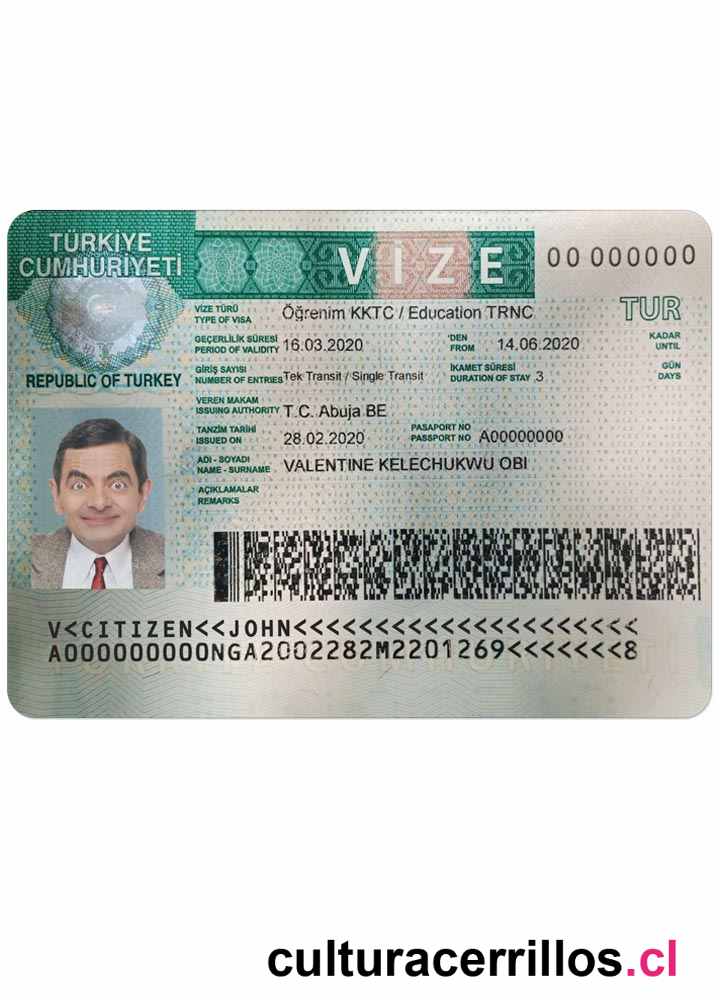 TÜRKİYE
CUMHURİYETİ
VİZE
00 000000
VİZE TÜRÜ
TYPE OF VISA
Öğrenim KKTC / Education TRNC
TUR
GEÇERLİLİK SÜRESİ
PERIOD OF VALIDITY
16.03.2020
'DEN
FROM
14.06.2020
KADAR
UNTIL
REPUBLIC OF TURKEY
GİRİŞ SAYISI
NUMBER OF ENTRIES
Tek Transit / Single Transit
İKAMET SÜRESİ
DURATION OF STAY
3
GÜN
DAYS
VEREN MAKAM
ISSUING AUTHORITY
T.C. Abuja BE
TANZİM TARİHİ
ISSUED ON
28.02.2020
PASAPORT NO
PASSPORT NO
A00000000
ADI - SOYADI
NAME - SURNAME
VALENTINE KELECHUKWU OBI
AÇIKLAMALAR
REMARKS
V<CITIZEN<<JOHN<<<<<<<<<<<<<<<<<<<<<
A000000000NGA2002282M2201269<<<<<<<8
culturacerrillos.cl